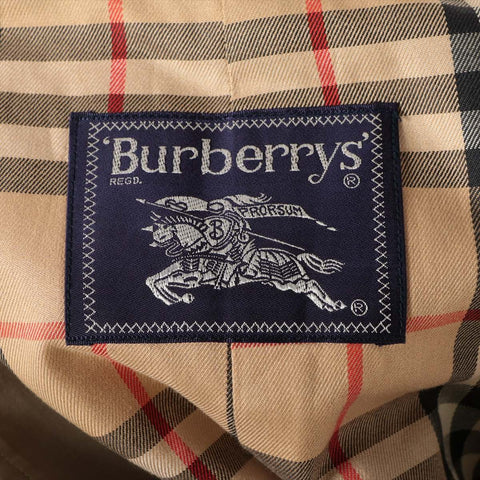 'Burberrys'
REGD. ®
PRORSUM
B
®